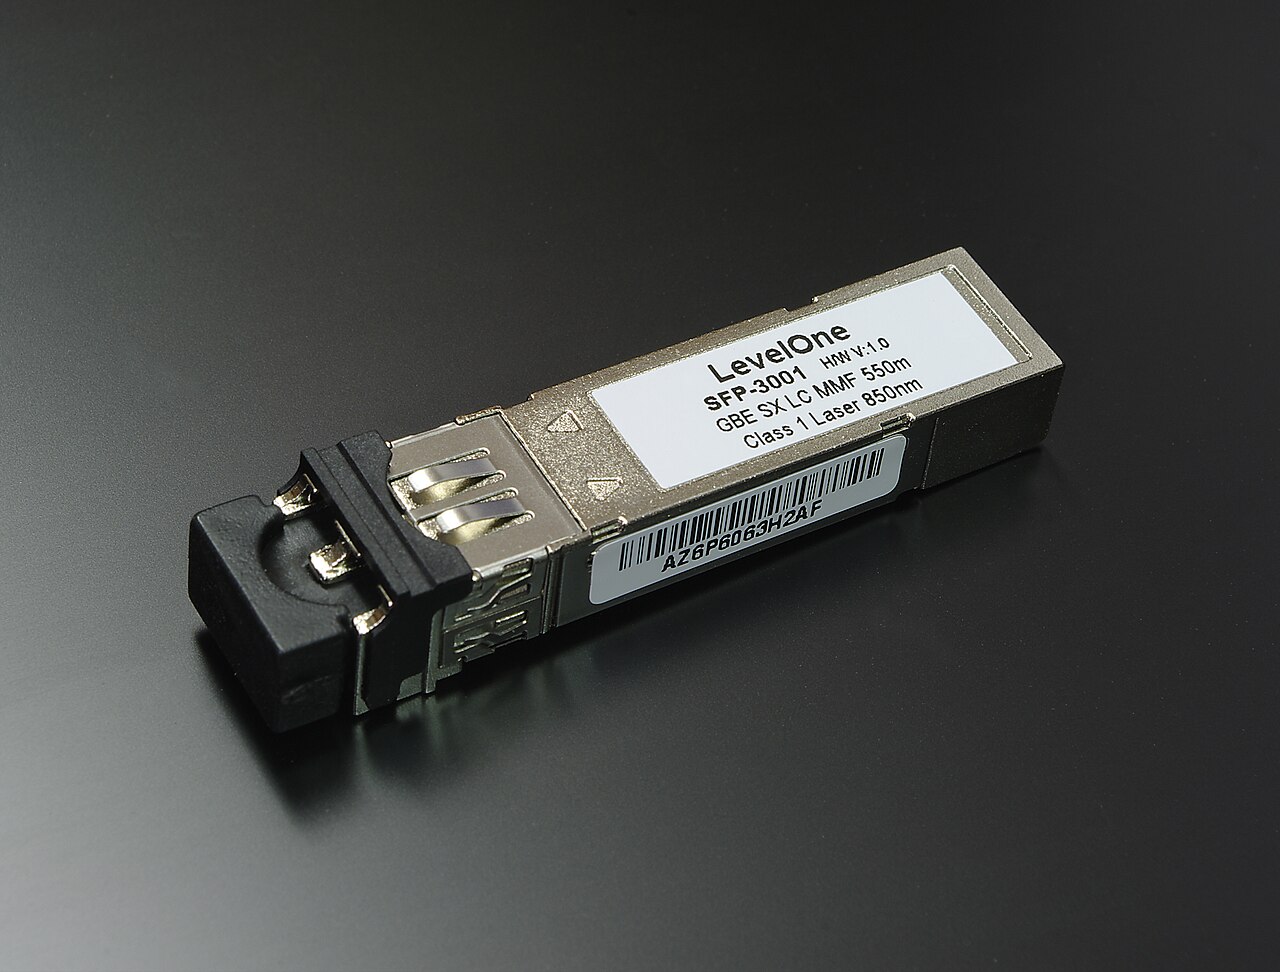 LevelOne
SFP-3001 H/W V:1.0
GBE SX LC MMF 550m
Class 1 Laser 850nm
AZ6P6063H2AF